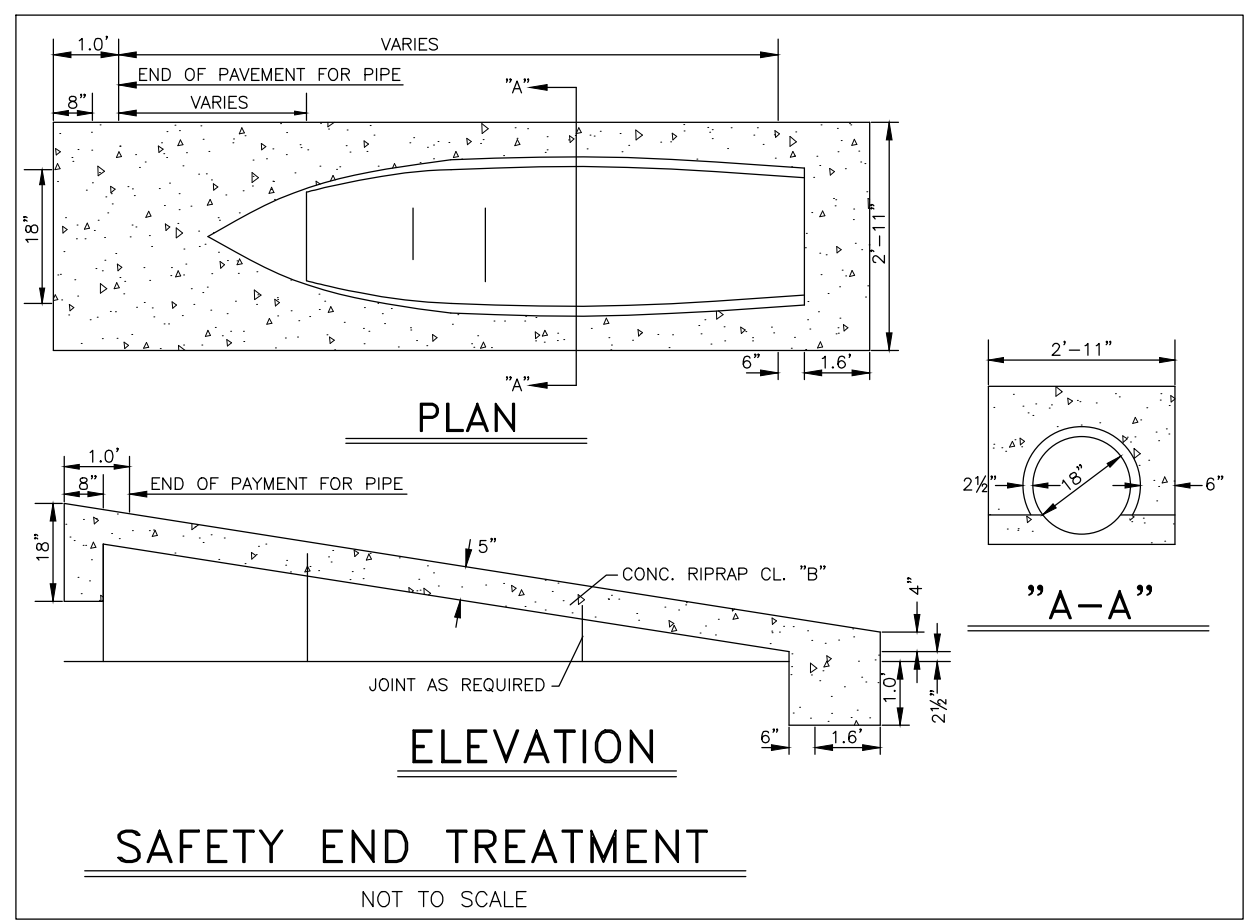 1.0'
VARIES
END OF PAVEMENT FOR PIPE
8"
VARIES
"A"
18"
2'-11"
6"
1.6'
"A"
PLAN
1.0'
8"
END OF PAYMENT FOR PIPE
18"
5"
CONC. RIPRAP CL. "B"
4"
JOINT AS REQUIRED
1.0'
2½"
6"
1.6'
ELEVATION
2'-11"
2½"
18"
6"
"A-A"
SAFETY END TREATMENT
NOT TO SCALE